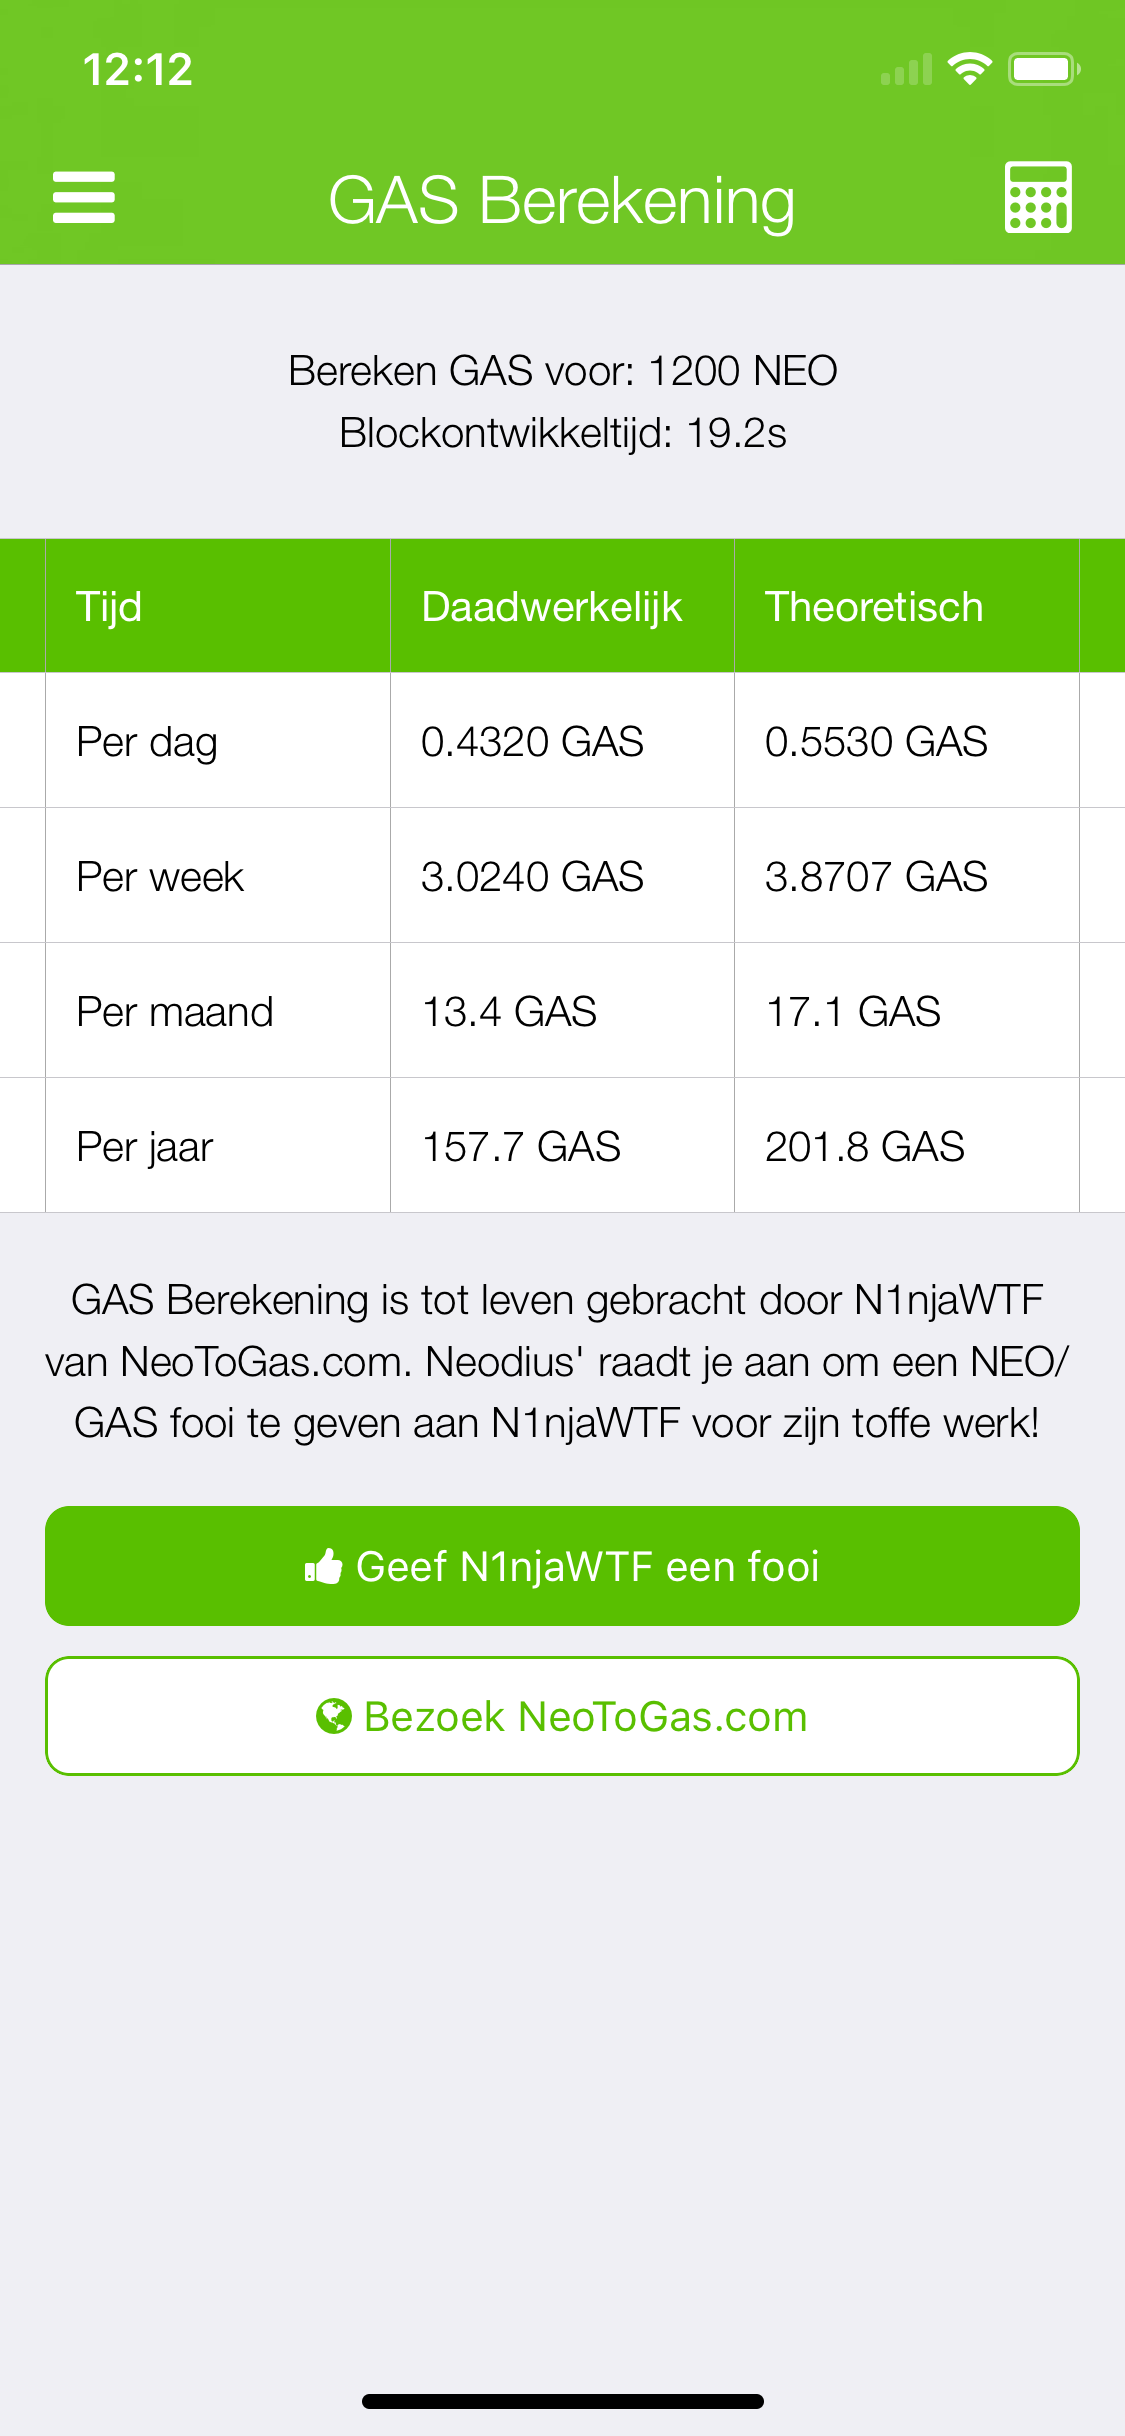 12:12
GAS Berekening
Bereken GAS voor: 1200 NEO
Blockontwikkeltijd: 19.2s
Tijd Daadwerkelijk Theoretisch
Per dag 0.4320 GAS 0.5530 GAS
Per week 3.0240 GAS 3.8707 GAS
Per maand 13.4 GAS 17.1 GAS
Per jaar 157.7 GAS 201.8 GAS
GAS Berekening is tot leven gebracht door N1njaWTF
van NeoToGas.com. Neodius' raadt je aan om een NEO/
GAS fooi te geven aan N1njaWTF voor zijn toffe werk!
Geef N1njaWTF een fooi
Bezoek NeoToGas.com